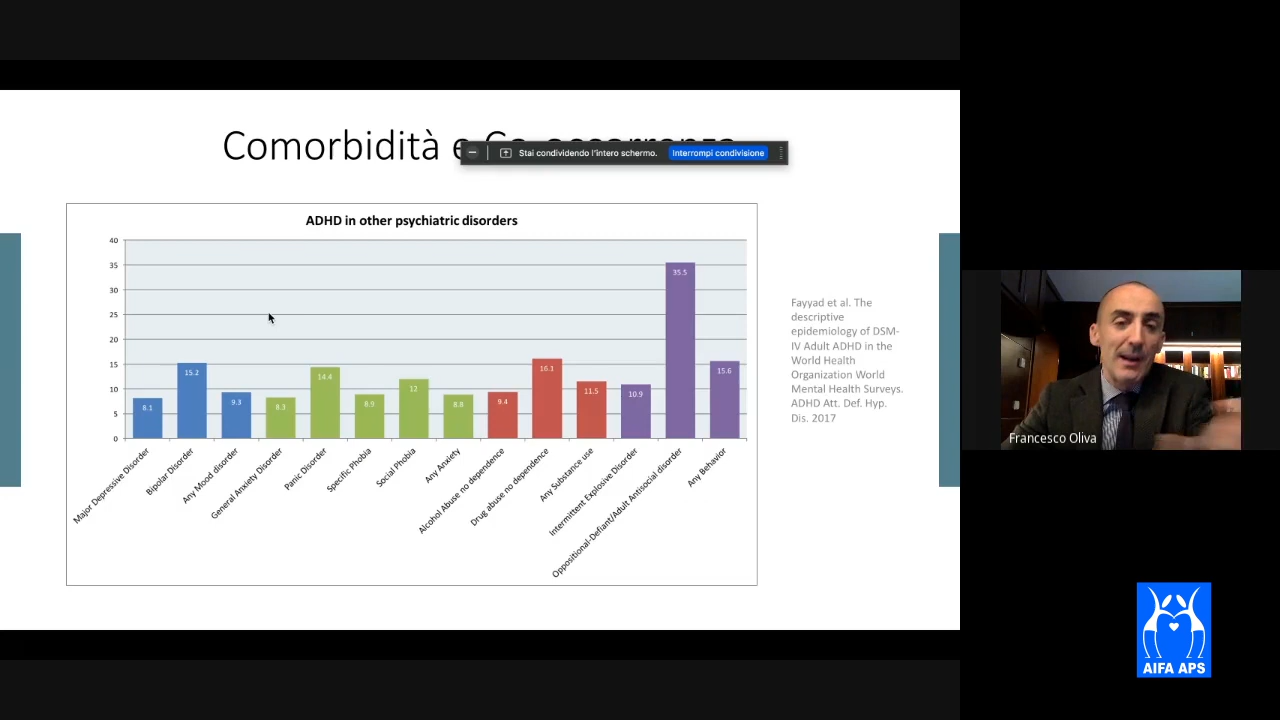 Comorbidità e Co-occorrenza
Stai condividendo l'intero schermo. Interrompi condivisione
ADHD in other psychiatric disorders
40
35
30
25
20
15
10
5
0
8.1
15.2
9.3
8.3
14.4
8.9
12
8.8
9.4
16.1
11.5
10.9
35.5
15.6
Major Depressive Disorder
Bipolar Disorder
Any Mood disorder
General Anxiety Disorder
Panic Disorder
Specific Phobia
Social Phobia
Any Anxiety
Alcohol Abuse no dependence
Drug abuse no dependence
Any Substance use
Intermittent Explosive Disorder
Oppositional-Defiant/Adult Antisocial disorder
Any Behavior
Fayyad et al. The
descriptive
epidemiology of DSM-
IV Adult ADHD in the
World Health
Organization World
Mental Health Surveys.
ADHD Att. Def. Hyp.
Dis. 2017
Francesco Oliva
AIFA APS